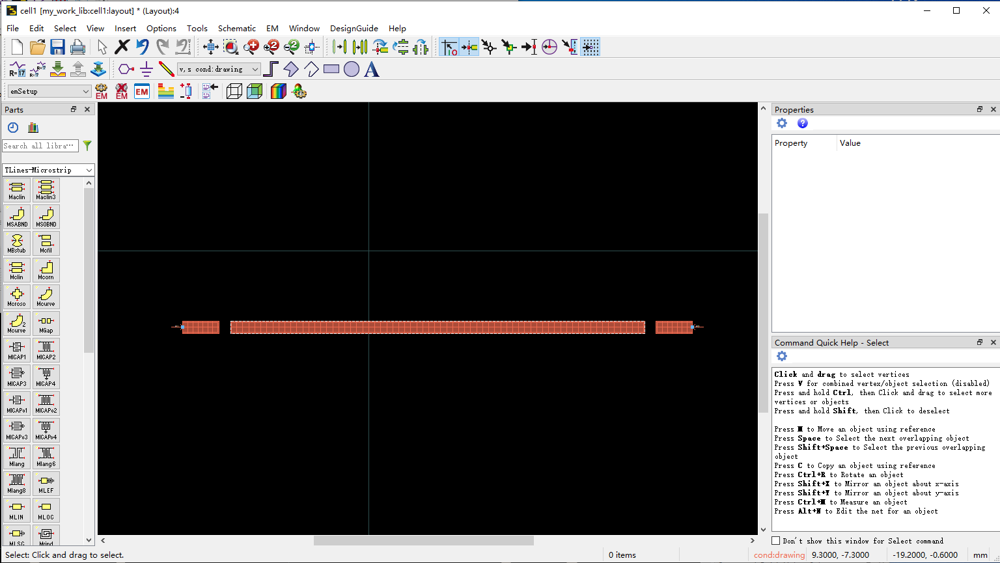 cell1 [my_work_lib:cell1:layout] * (Layout):4
File Edit Select View Insert Options Tools Schematic EM Window DesignGuide Help
v,s cond:drawing
emSetup
EM EM EM
Parts
Search all libra···
TLines-Microstrip
Maclin Maclin3
MSABND MSOBND
MBstub Mcfil
Mclin Mcorn
Mcroso Mcurve
Mcurve MGap
MICAP1 MICAP2
MICAP3 MICAP4
MICAPo1 MICAPo2
MICAPo3 MICAPo4
Mlang Mlang6
Mlang8 MLEF
MLIN MLOC
MLSC Mrind
Select: Click and drag to select.
Properties
Property Value
Command Quick Help - Select
Click and drag to select vertices
Press V for combined vertex/object selection (disabled)
Press and hold Ctrl, then Click and drag to select more
vertices or objects
Press and hold Shift, then Click to deselect
Press M to Move an object using reference
Press Space to Select the next overlapping object
Press Shift+Space to Select the previous overlapping
object
Press C to Copy an object using reference
Press Ctrl+R to Rotate an object
Press Shift+X to Mirror an object about x-axis
Press Shift+Y to Mirror an object about y-axis
Press Ctrl+M to Measure an object
Press Alt+N to Edit the net for an object
Don't show this window for Select command
0 items
cond:drawing 9.3000, -7.3000 -19.2000, -0.6000 mm